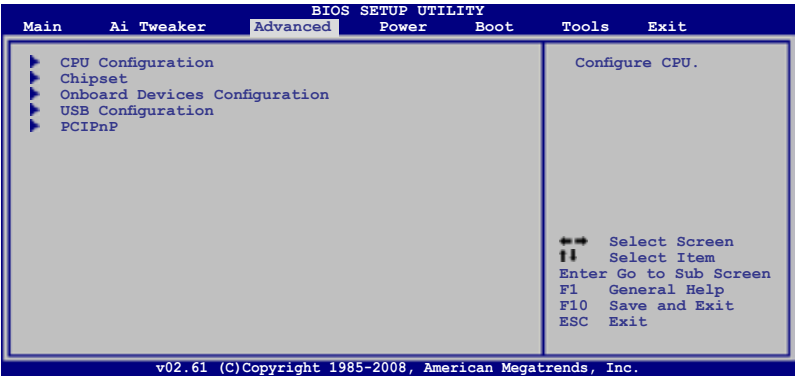 BIOS SETUP UTILITY
Main Ai Tweaker Advanced Power Boot Tools Exit
CPU Configuration
Chipset
Onboard Devices Configuration
USB Configuration
PCIPnP
Configure CPU.
Select Screen
Select Item
Enter Go to Sub Screen
F1 General Help
F10 Save and Exit
ESC Exit
v02.61 (C)Copyright 1985-2008, American Megatrends, Inc.